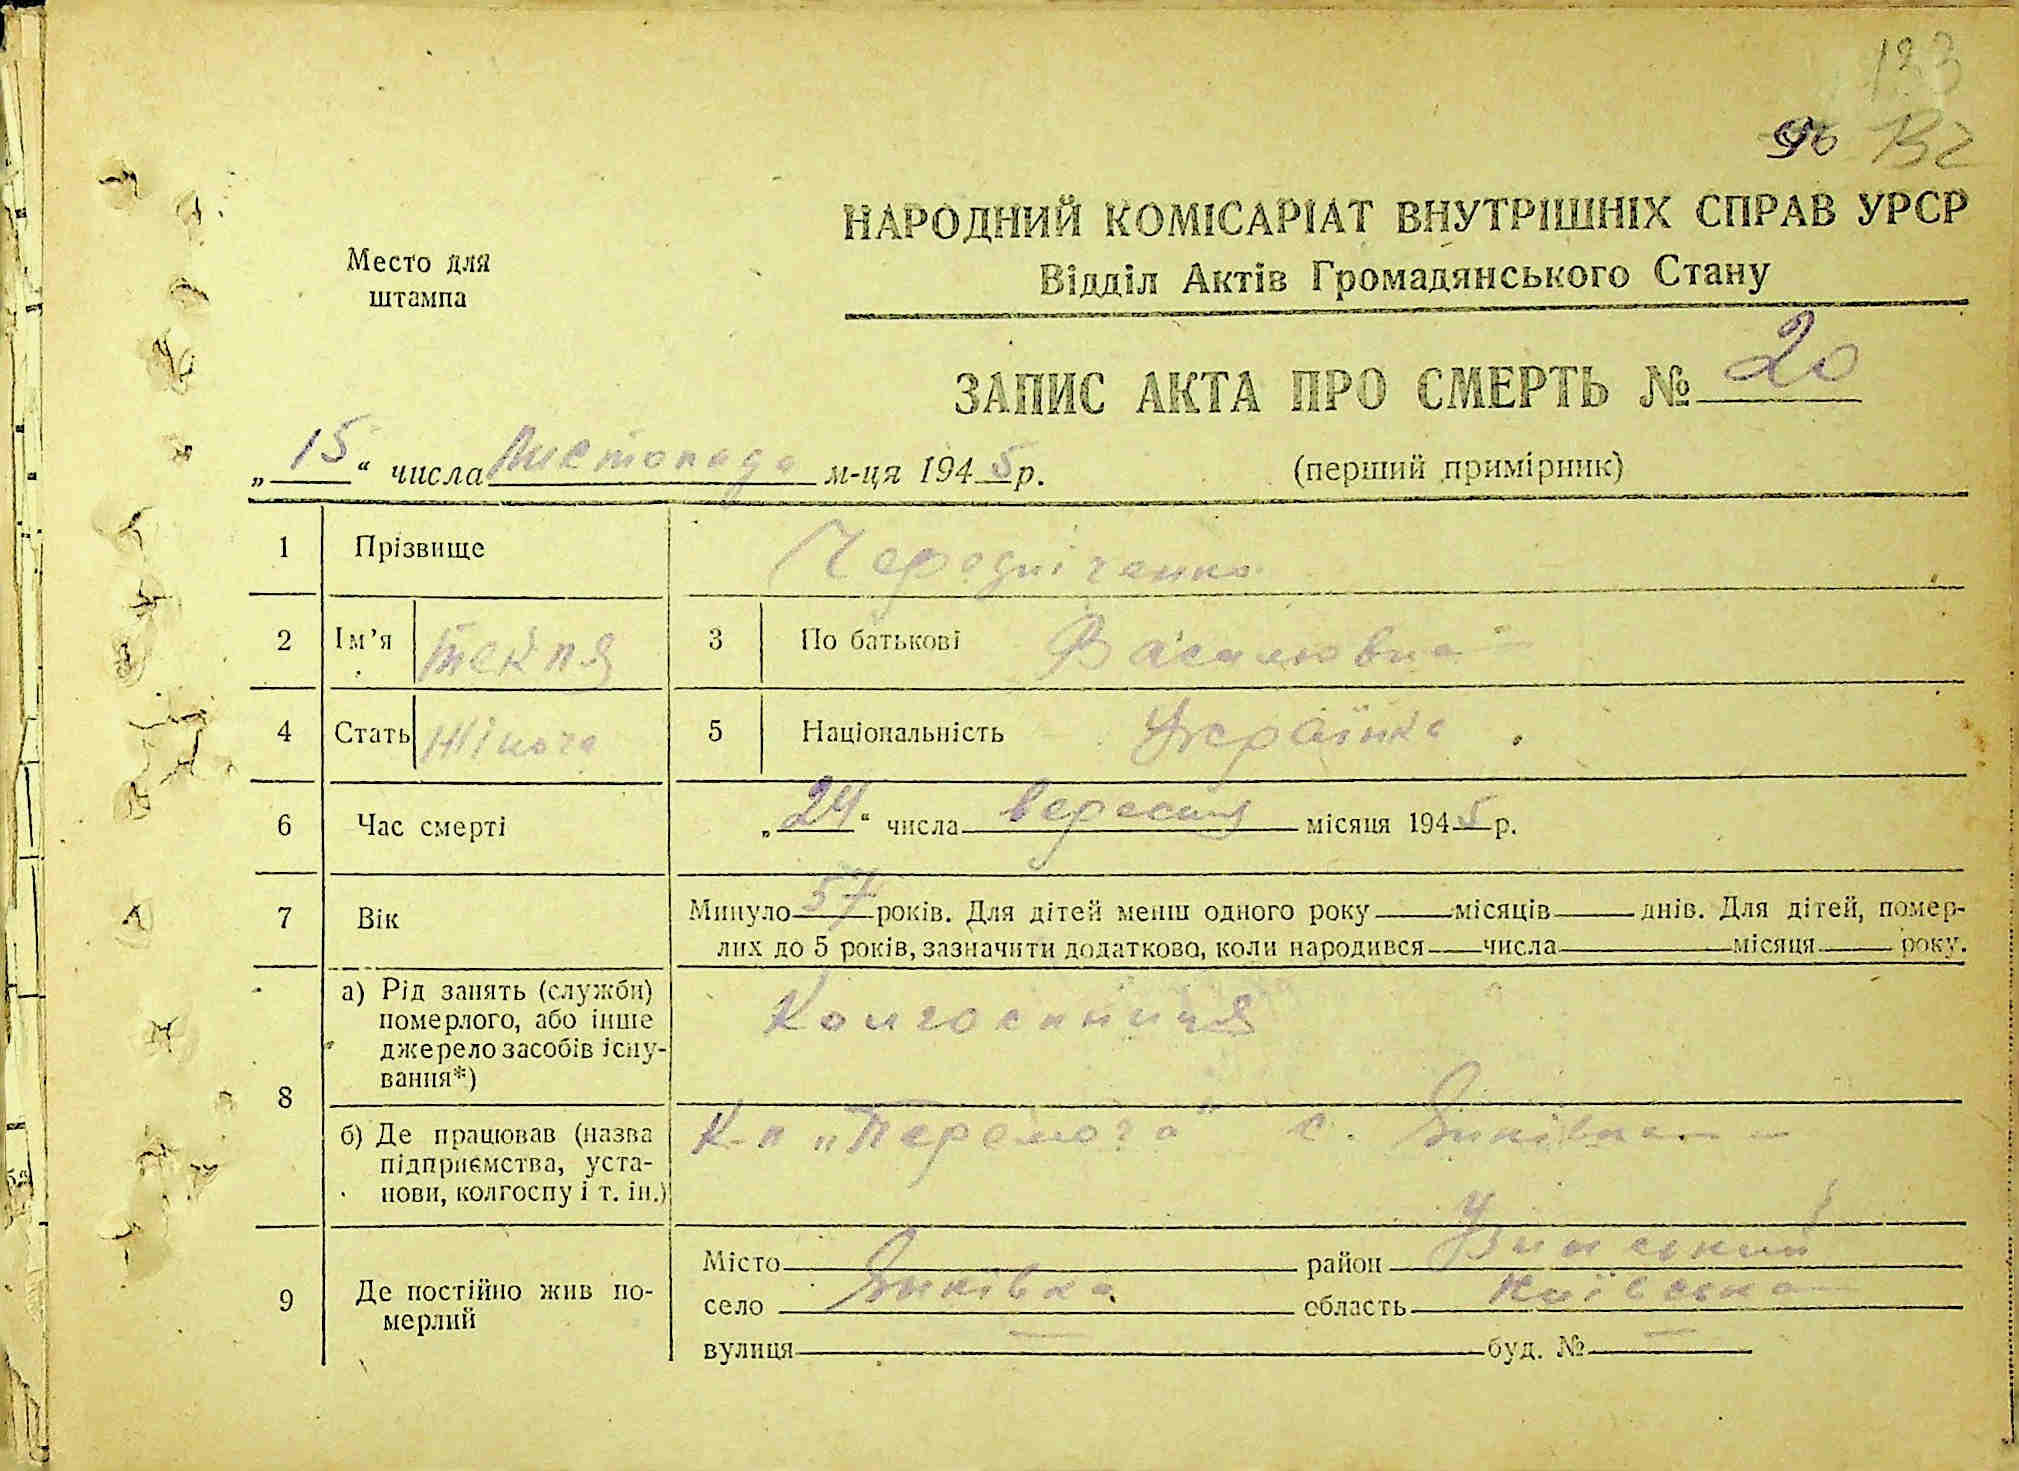 133
96 132
НАРОДНИЙ КОМІСАРІАТ ВНУТРІШНІХ СПРАВ УРСР
Место для
штампа
Відділ Актів Громадянського Стану
ЗАПИС АКТА ПРО СМЕРТЬ № 20
„15“ числа Листопада м-ця 1945 р.
(перший примірник)
1 Прізвище Чередніченко
2 Ім’я Текля 3 По батькові Василювна
4 Стать Жіноча 5 Національність Українка
6 Час смерті „24“ числа вересня місяця 1945 р.
7 Вік Минуло 57 років. Для дітей менш одного року місяців днів. Для дітей, помер-
лих до 5 років, зазначити додатково, коли народився числа місяця року.
8 а) Рід занять (служби)
померлого, або інше
джерело засобів існу-
вання*)
Колгоспниця
б) Де працював (назва
підприємства, уста-
нови, колгоспу і т. ін.)
К-п „Перемога“ с.
9 Де постійно жив по-
мерлий
Місто район
село область Київська
вулиця — буд. № —